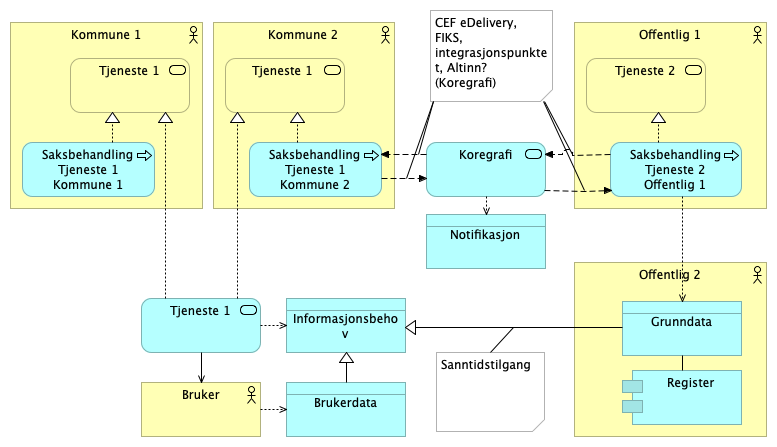 Kommune 1
Kommune 2
CEF eDelivery,
FIKS,
integrasjonspunkte
t, Altinn?
(Koregrafi)
Offentlig 1
Tjeneste 1
Tjeneste 1
Tjeneste 2
Saksbehandling
Tjeneste 1
Kommune 1
Saksbehandling
Tjeneste 1
Kommune 2
Koregrafi
Saksbehandling
Tjeneste 2
Offentlig 1
Notifikasjon
Offentlig 2
Tjeneste 1
Informasjonsbeho
v
Grunndata
Sanntidstilgang
Register
Bruker
Brukerdata